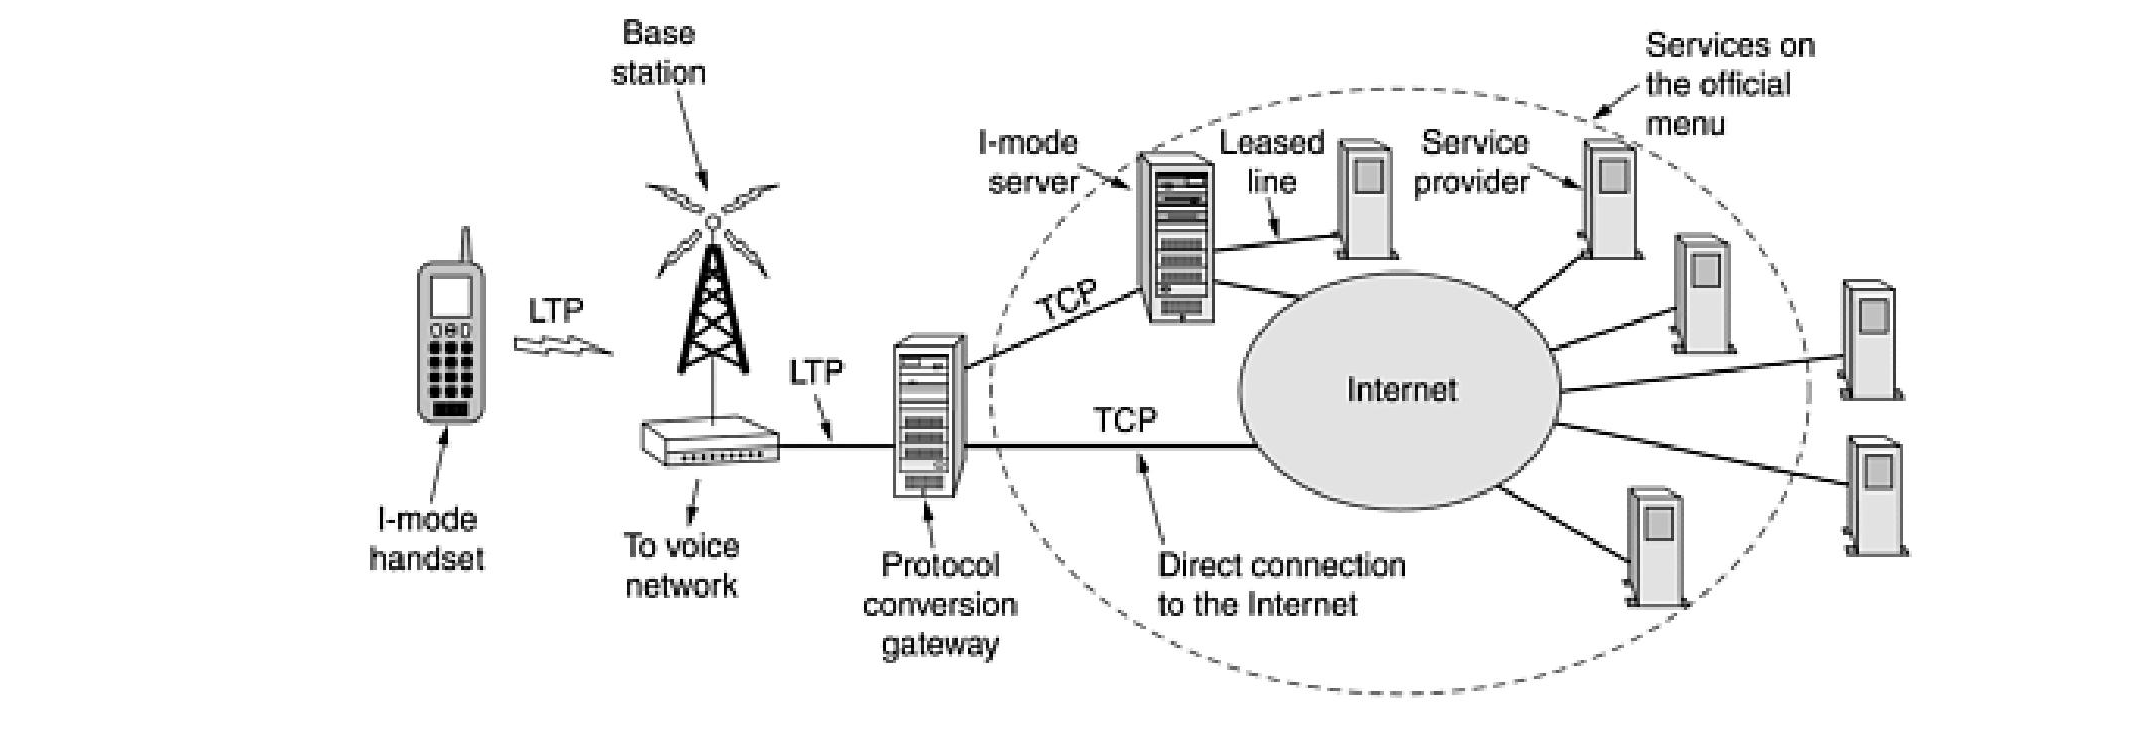 Base
station
Services on
the official
menu
I-mode
server
Leased
line
Service
provider
LTP
TCP
LTP
Internet
TCP
I-mode
handset
To voice
network
Protocol
conversion
gateway
Direct connection
to the Internet